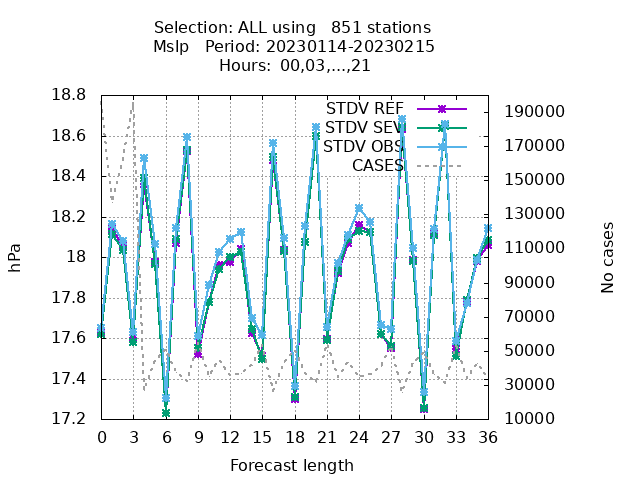 Selection: ALL using   851 stations
Mslp   Period: 20230114-20230215
Hours: 00,03,...,21
STDV REF
STDV SEV
STDV OBS
CASES
hPa
18.8
18.6
18.4
18.2
18
17.8
17.6
17.4
17.2
190000
170000
150000
130000
110000
90000
70000
50000
30000
10000
No cases
0 3 6 9 12 15 18 21 24 27 30 33 36
Forecast length